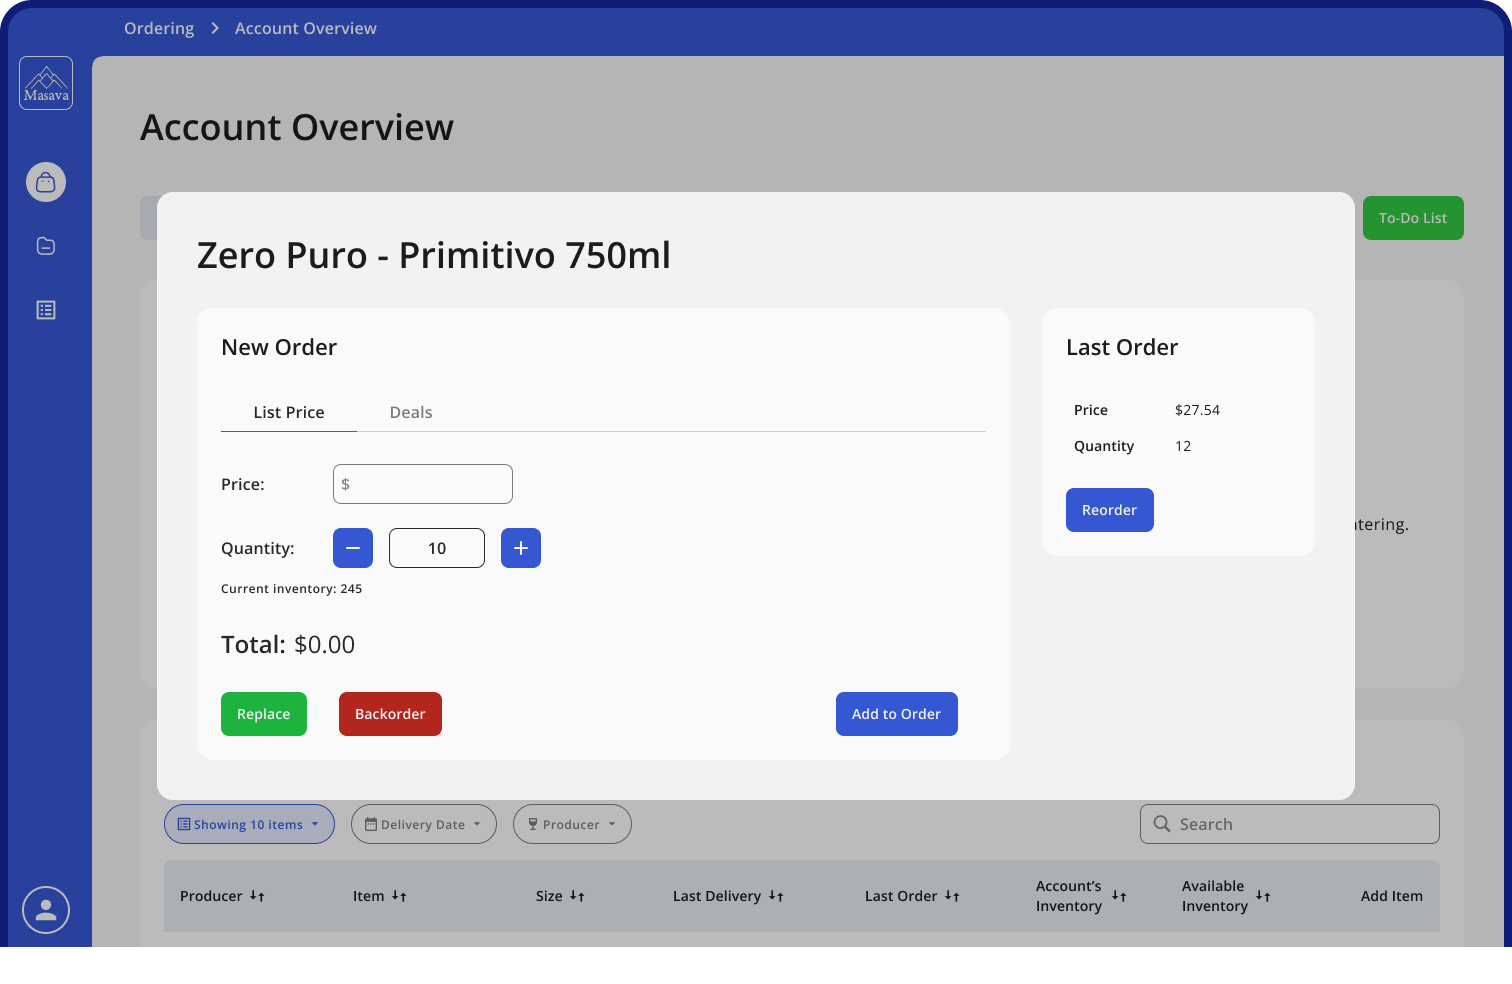 Ordering > Account Overview
Masava
Account Overview
To-Do List
Zero Puro - Primitivo 750ml
New Order
Last Order
List Price Deals
Price $27.54
Quantity 12
Price: $
Reorder
Quantity: − 10 +
Current inventory: 245
Total: $0.00
Replace Backorder Add to Order
tering.
Showing 10 items Delivery Date Producer Search
Producer Item Size Last Delivery Last Order Account’s Inventory Available Inventory Add Item